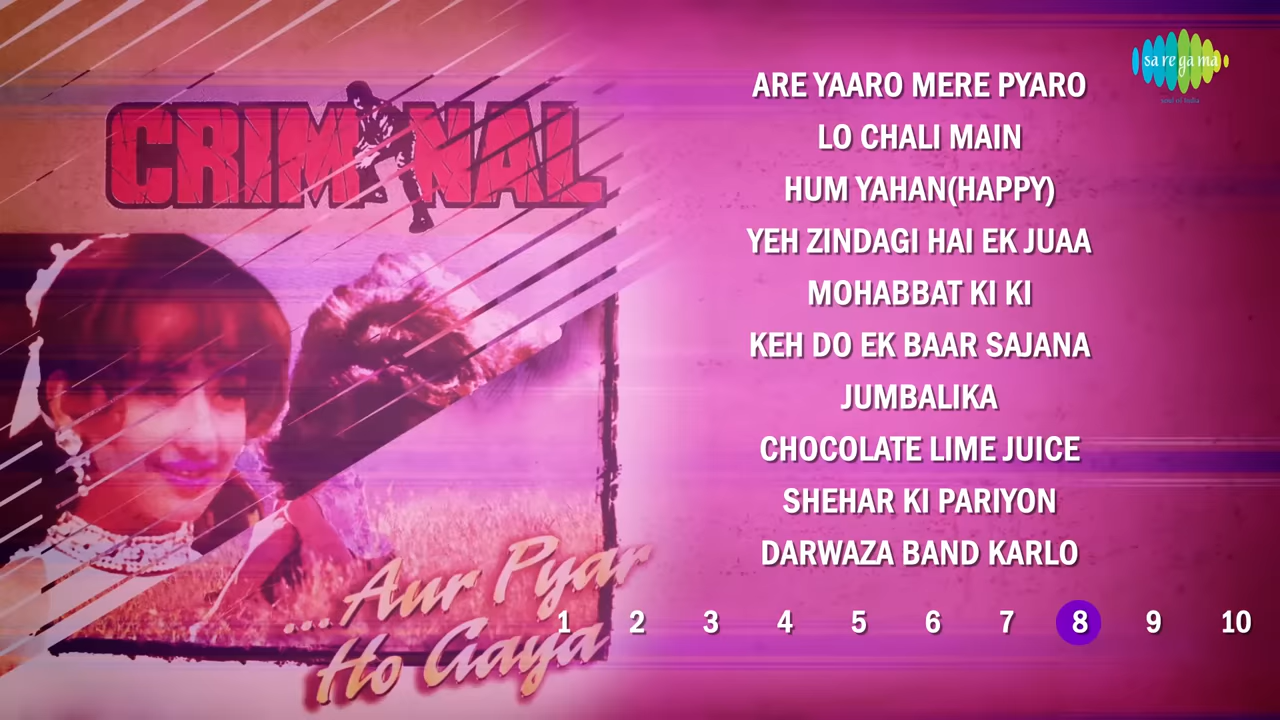 CRIMINAL
...Aur Pyar
Ho Gaya
sa re ga ma
ARE YAARO MERE PYARO
LO CHALI MAIN
HUM YAHAN(HAPPY)
YEH ZINDAGI HAI EK JUAA
MOHABBAT KI KI
KEH DO EK BAAR SAJANA
JUMBALIKA
CHOCOLATE LIME JUICE
SHEHAR KI PARIYON
DARWAZA BAND KARLO
1 2 3 4 5 6 7 8 9 10